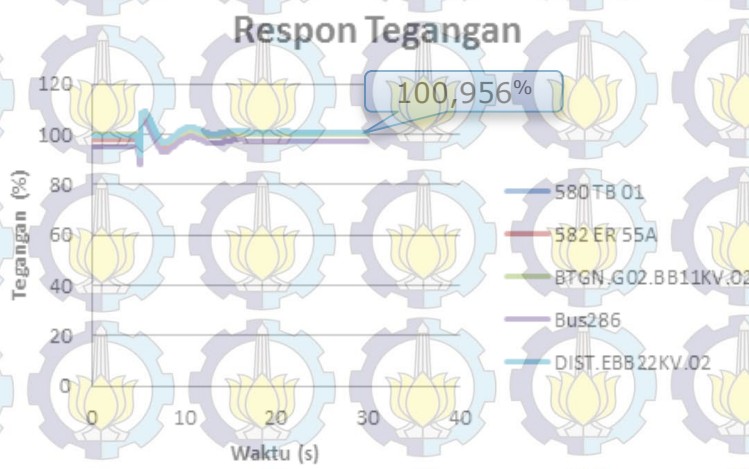 Respon Tegangan
100,956%
120
100
80
60
40
20
0
0 10 20 30 40
Tegangan (%)
Waktu (s)
580 TB 01
582 ER 55A
BTGN.G02.BB11KV.02
Bus286
DIST.EBB22KV.02